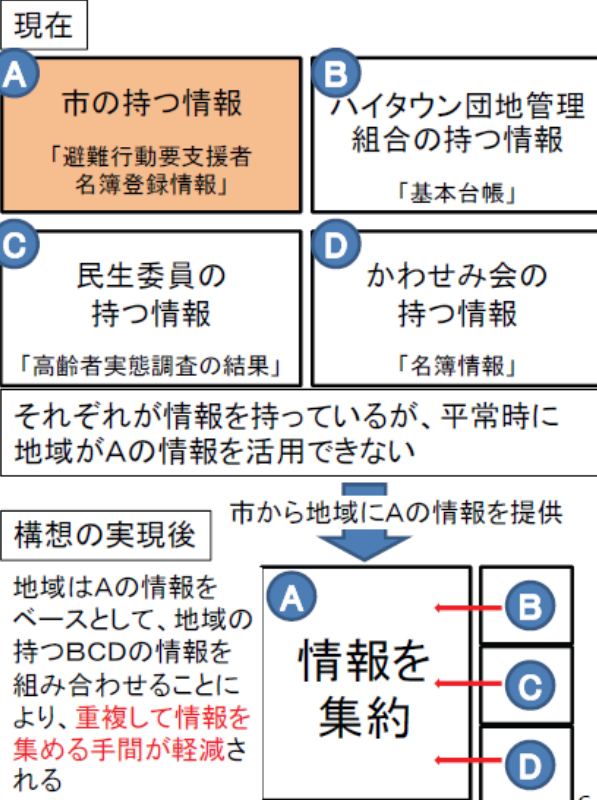 現在
A
市の持つ情報
「避難行動要支援者
名簿登録情報」
B
ハイタウン団地管理
組合の持つ情報
「基本台帳」
C
民生委員の
持つ情報
「高齢者実態調査の結果」
D
かわせみ会の
持つ情報
「名簿情報」
それぞれが情報を持っているが、平常時に
地域がAの情報を活用できない
市から地域にAの情報を提供
構想の実現後
地域はAの情報を
ベースとして、地域の
持つBCDの情報を
組み合わせることに
より、重複して情報を
集める手間が軽減さ
れる
A
情報を
集約
B
C
D